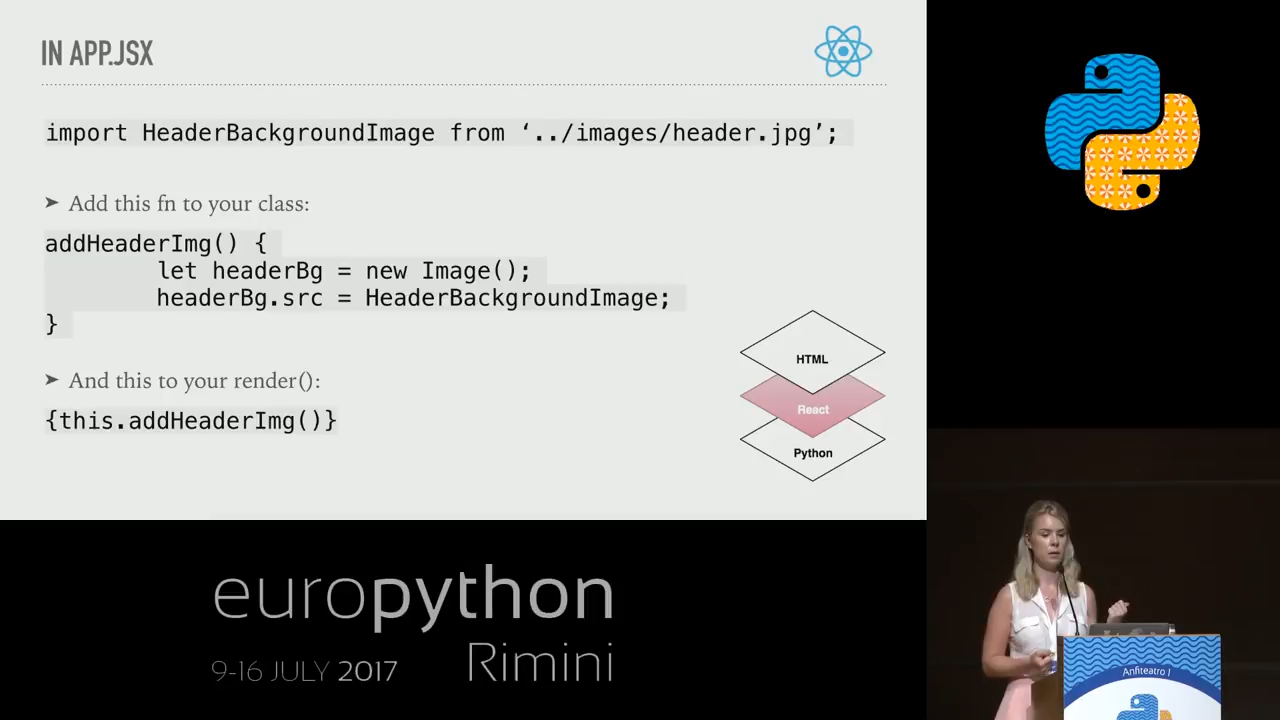 IN APP.JSX
import HeaderBackgroundImage from ‘../images/header.jpg’;
➤ Add this fn to your class:
addHeaderImg() {
let headerBg = new Image();
headerBg.src = HeaderBackgroundImage;
}
➤ And this to your render():
{this.addHeaderImg()}
HTML
React
Python
europython
9-16 JULY 2017
Rimini
Anfiteatro 1